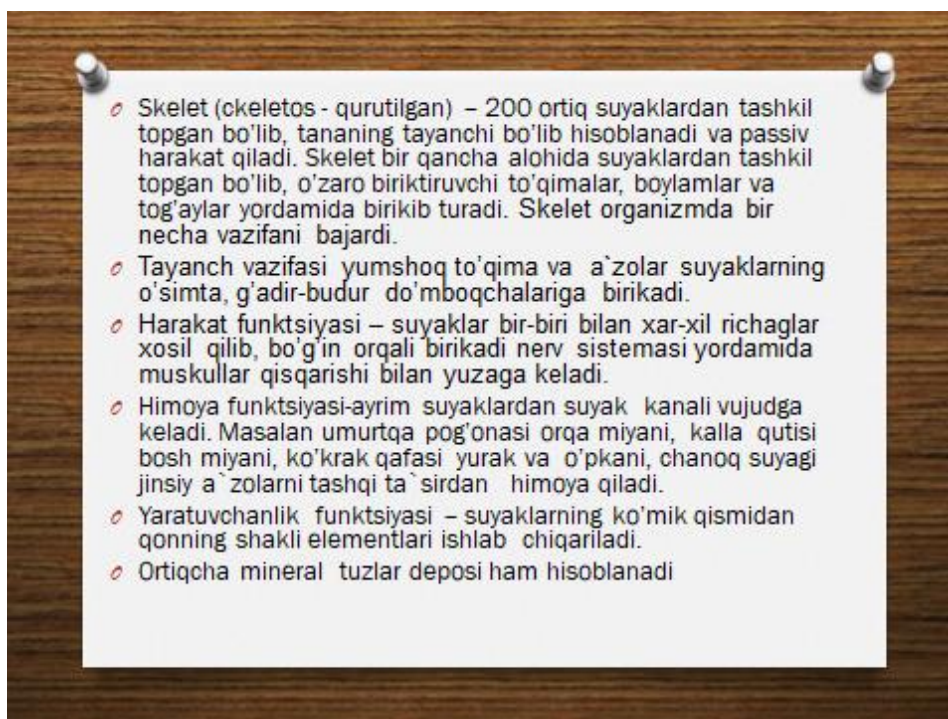 Skelet (ckeletos - qurutilgan) – 200 ortiq suyaklardan tashkil
topgan bo'lib, tananing tayanchi bo'lib hisoblanadi va passiv
harakat qiladi. Skelet bir qancha alohida suyaklardan tashkil
topgan bo'lib, o'zaro biriktiruvchi to'qimalar, boylamlar va
tog'aylar yordamida birikib turadi. Skelet organizmda bir
necha vazifani bajardi.
Tayanch vazifasi yumshoq to'qima va a`zolar suyaklarning
o'simta, g'adir-budur do'mboqchalariga birikadi.
Harakat funktsiyasi – suyaklar bir-biri bilan xar-xil richaglar
xosil qilib, bo'g'in orqali birikadi nerv sistemasi yordamida
muskullar qisqarishi bilan yuzaga keladi.
Himoya funktsiyasi-ayrim suyaklardan suyak kanali vujudga
keladi. Masalan umurtqa pog'onasi orqa miyani, kalla qutisi
bosh miyani, ko'krak qafasi yurak va o'pkani, chanoq suyagi
jinsiy a`zolarni tashqi ta`sirdan himoya qiladi.
Yaratuvchanlik funktsiyasi – suyaklarning ko'mik qismidan
qonning shakli elementlari ishlab chiqariladi.
Ortiqcha mineral tuzlar deposi ham hisoblanadi